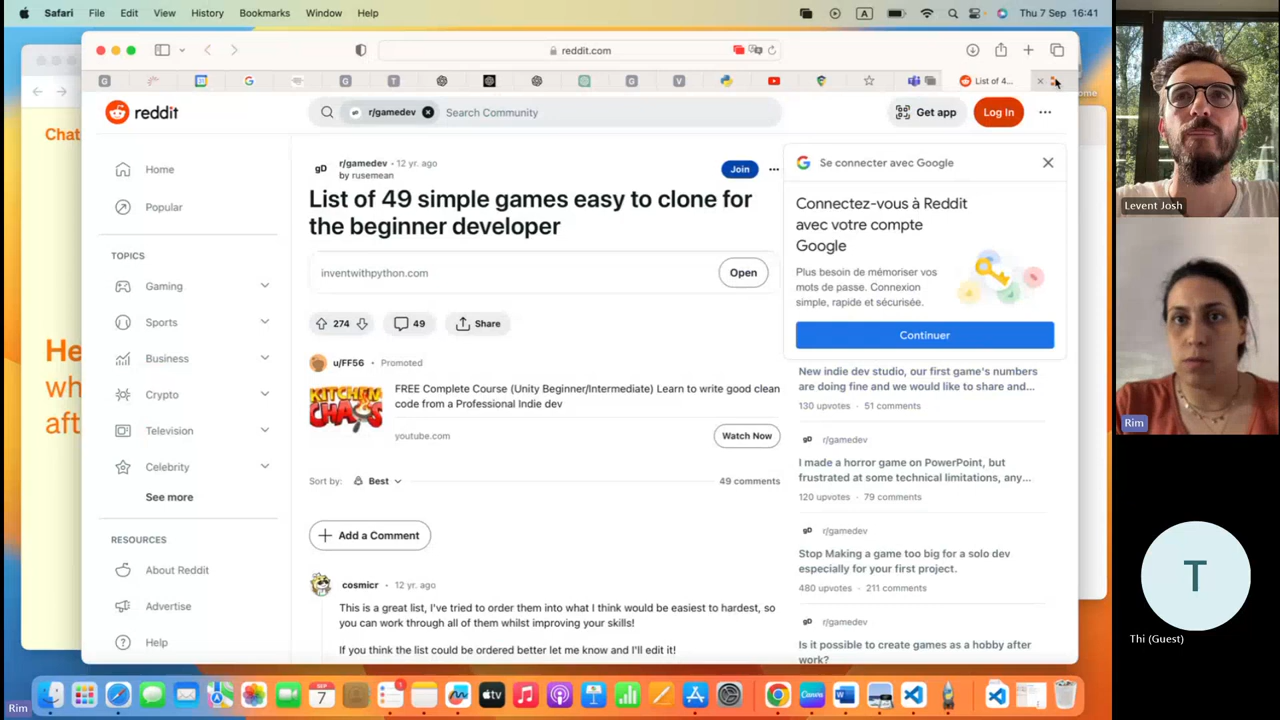 Safari File Edit View History Bookmarks Window Help
A
Thu 7 Sep 16:41
reddit.com
List of 4...
Chat
He
wh
aft
reddit
r/gamedev
Search Community
Get app
Log In
Home
Popular
TOPICS
Gaming
Sports
Business
Crypto
Television
Celebrity
See more
RESOURCES
About Reddit
Advertise
Help
r/gamedev • 12 yr. ago
by rusemean
Join
List of 49 simple games easy to clone for
the beginner developer
inventwithpython.com
Open
274
49
Share
u/FF56 • Promoted
KITCHEN
CHAOS
FREE Complete Course (Unity Beginner/Intermediate) Learn to write good clean
code from a Professional Indie dev
youtube.com
Watch Now
Sort by: Best
49 comments
Add a Comment
cosmicr • 12 yr. ago
This is a great list, I've tried to order them into what I think would be easiest to hardest, so
you can work through all of them whilst improving your skills!
If you think the list could be ordered better let me know and I'll edit it!
Se connecter avec Google
Connectez-vous à Reddit
avec votre compte
Google
Plus besoin de mémoriser vos
mots de passe. Connexion
simple, rapide et sécurisée.
Continuer
New indie dev studio, our first game's numbers
are doing fine and we would like to share and...
130 upvotes · 51 comments
r/gamedev
I made a horror game on PowerPoint, but
frustrated at some technical limitations, any...
120 upvotes · 79 comments
r/gamedev
Stop Making a game too big for a solo dev
especially for your first project.
480 upvotes · 211 comments
r/gamedev
Is it possible to create games as a hobby after
work?
ome
Levent Josh
Rim
T
Thi (Guest)
Rim
SEP
7
tv